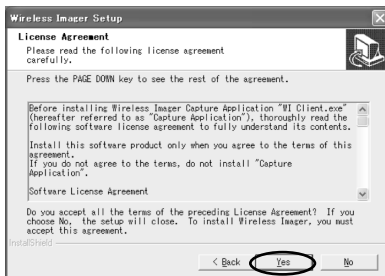 Wireless Imager Setup
License Agreement
Please read the following license agreement
carefully.
Press the PAGE DOWN key to see the rest of the agreement.
Before installing Wireless Imager Capture Application "WI Client.exe"
(hereafter referred to as "Capture Application"), thoroughly read the
following software license agreement to fully understand its contents.
Install this software product only when you agree to the terms of this
agreement.
If you do not agree to the terms, do not install "Capture
Application".
Software License Agreement
Do you accept all the terms of the preceding License Agreement? If you
choose No, the setup will close. To install Wireless Imager, you must
accept this agreement.
InstallShield
< Back Yes No